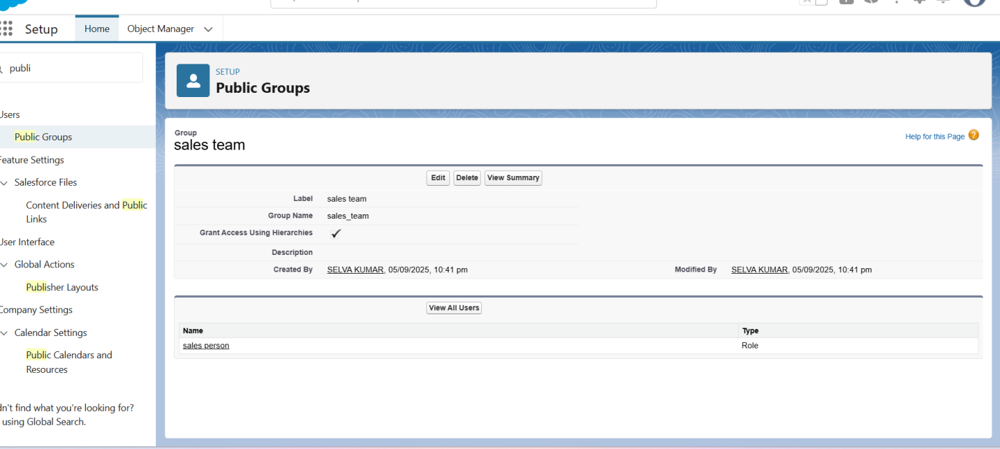 Setup
Home
Object Manager
publi
Users
Public Groups
Feature Settings
Salesforce Files
Content Deliveries and Public
Links
User Interface
Global Actions
Publisher Layouts
Company Settings
Calendar Settings
Public Calendars and
Resources
dn't find what you're looking for?
using Global Search.
SETUP
Public Groups
Group
sales team
Help for this Page
Edit Delete View Summary
Label sales team
Group Name sales_team
Grant Access Using Hierarchies
Description
Created By SELVA KUMAR, 05/09/2025, 10:41 pm Modified By SELVA KUMAR, 05/09/2025, 10:41 pm
View All Users
Name Type
sales person Role